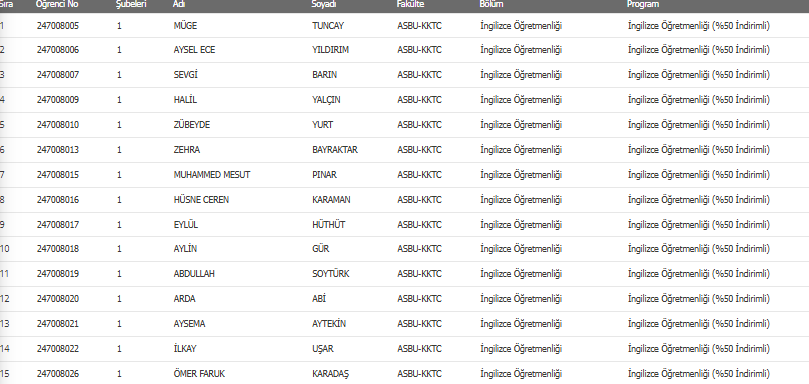 Sıra Öğrenci No Şubeleri Adı Soyadı Fakülte Bölüm Program
1 247008005 1 MÜGE TUNCAY ASBU-KKTC İngilizce Öğretmenliği İngilizce Öğretmenliği (%50 İndirimli)
2 247008006 1 AYSEL ECE YILDIRIM ASBU-KKTC İngilizce Öğretmenliği İngilizce Öğretmenliği (%50 İndirimli)
3 247008007 1 SEVGİ BARIN ASBU-KKTC İngilizce Öğretmenliği İngilizce Öğretmenliği (%50 İndirimli)
4 247008009 1 HALİL YALÇIN ASBU-KKTC İngilizce Öğretmenliği İngilizce Öğretmenliği (%50 İndirimli)
5 247008010 1 ZÜBEYDE YURT ASBU-KKTC İngilizce Öğretmenliği İngilizce Öğretmenliği (%50 İndirimli)
6 247008013 1 ZEHRA BAYRAKTAR ASBU-KKTC İngilizce Öğretmenliği İngilizce Öğretmenliği (%50 İndirimli)
7 247008015 1 MUHAMMED MESUT PINAR ASBU-KKTC İngilizce Öğretmenliği İngilizce Öğretmenliği (%50 İndirimli)
8 247008016 1 HÜSNE CEREN KARAMAN ASBU-KKTC İngilizce Öğretmenliği İngilizce Öğretmenliği (%50 İndirimli)
9 247008017 1 EYLÜL HÜTHÜT ASBU-KKTC İngilizce Öğretmenliği İngilizce Öğretmenliği (%50 İndirimli)
10 247008018 1 AYLİN GÜR ASBU-KKTC İngilizce Öğretmenliği İngilizce Öğretmenliği (%50 İndirimli)
11 247008019 1 ABDULLAH SOYTÜRK ASBU-KKTC İngilizce Öğretmenliği İngilizce Öğretmenliği (%50 İndirimli)
12 247008020 1 ARDA ABİ ASBU-KKTC İngilizce Öğretmenliği İngilizce Öğretmenliği (%50 İndirimli)
13 247008021 1 AYSEMA AYTEKİN ASBU-KKTC İngilizce Öğretmenliği İngilizce Öğretmenliği (%50 İndirimli)
14 247008022 1 İLKAY UŞAR ASBU-KKTC İngilizce Öğretmenliği İngilizce Öğretmenliği (%50 İndirimli)
15 247008026 1 ÖMER FARUK KARADAŞ ASBU-KKTC İngilizce Öğretmenliği İngilizce Öğretmenliği (%50 İndirimli)